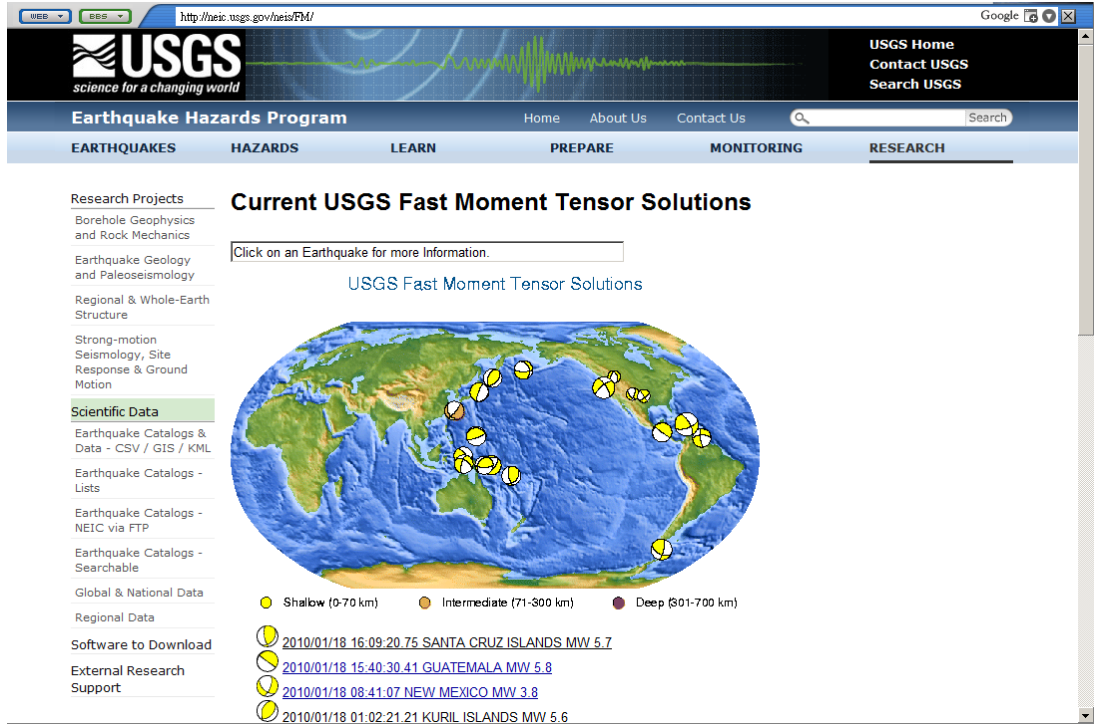 WEB
BBS
http://neic.usgs.gov/neis/FM/
Google
USGS
science for a changing world
USGS Home
Contact USGS
Search USGS
Earthquake Hazards Program
Home About Us Contact Us
Search
EARTHQUAKES HAZARDS LEARN PREPARE MONITORING RESEARCH
Research Projects
Borehole Geophysics
and Rock Mechanics
Earthquake Geology
and Paleoseismology
Regional & Whole-Earth
Structure
Strong-motion
Seismology, Site
Response & Ground
Motion
Scientific Data
Earthquake Catalogs &
Data - CSV / GIS / KML
Earthquake Catalogs -
Lists
Earthquake Catalogs -
NEIC via FTP
Earthquake Catalogs -
Searchable
Global & National Data
Regional Data
Software to Download
External Research
Support
Current USGS Fast Moment Tensor Solutions
Click on an Earthquake for more Information.
USGS Fast Moment Tensor Solutions
Shallow (0-70 km) Intermediate (71-300 km) Deep (301-700 km)
2010/01/18 16:09:20.75 SANTA CRUZ ISLANDS MW 5.7
2010/01/18 15:40:30.41 GUATEMALA MW 5.8
2010/01/18 08:41:07 NEW MEXICO MW 3.8
2010/01/18 01:02:21.21 KURIL ISLANDS MW 5.6